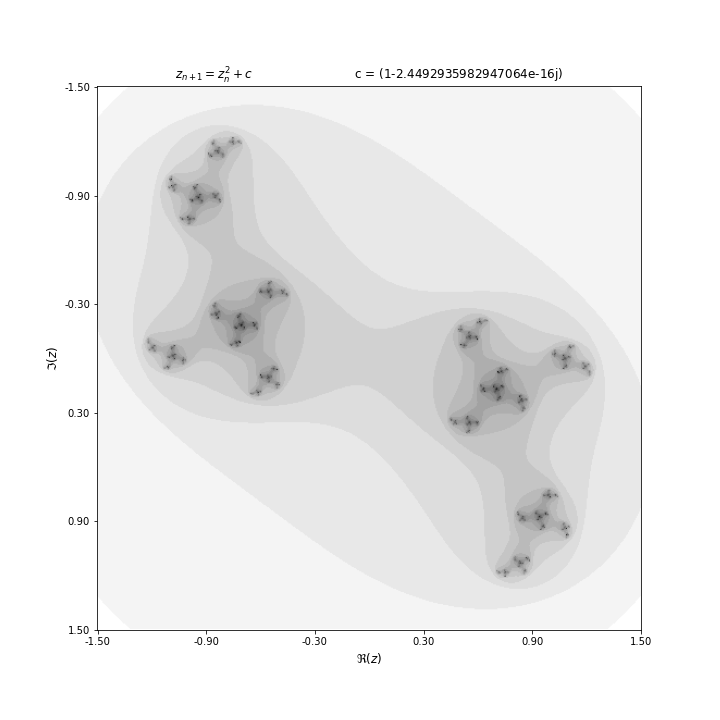 z_{n+1} = z_n^2 + c
c = (1-2.4492935982947064e-16j)
-1.50
-0.90
-0.30
0.30
0.90
1.50
ℑ(z)
-1.50 -0.90 -0.30 0.30 0.90 1.50
ℜ(z)